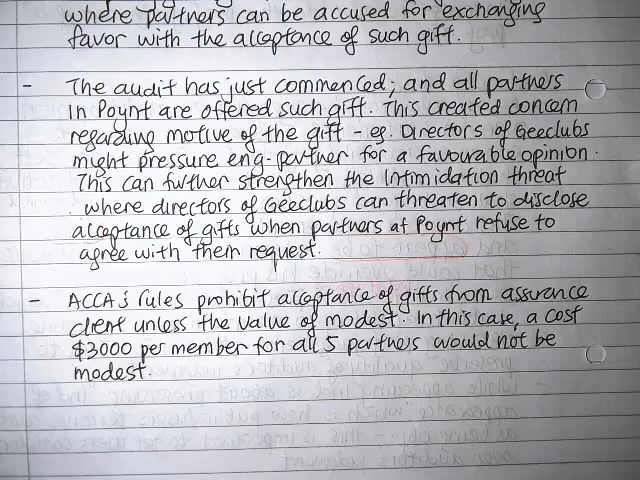 where partners can be accused for exchanging
favor with the acceptance of such gift.
- The audit has just commenced; and all partners
in Poynt are offered such gift. This created concern
regarding motive of the gift - eg. Directors of Geeclubs
might pressure eng-partner for a favourable opinion.
This can further strengthen the Intimidation threat
where directors of Geeclubs can threaten to disclose
acceptance of gifts when partners at Poynt refuse to
agree with them request.
- ACCA's rules prohibit acceptance of gifts from assurance
client unless the value of modest. In this case, a cost
$3000 per member for all 5 partners would not be
modest.